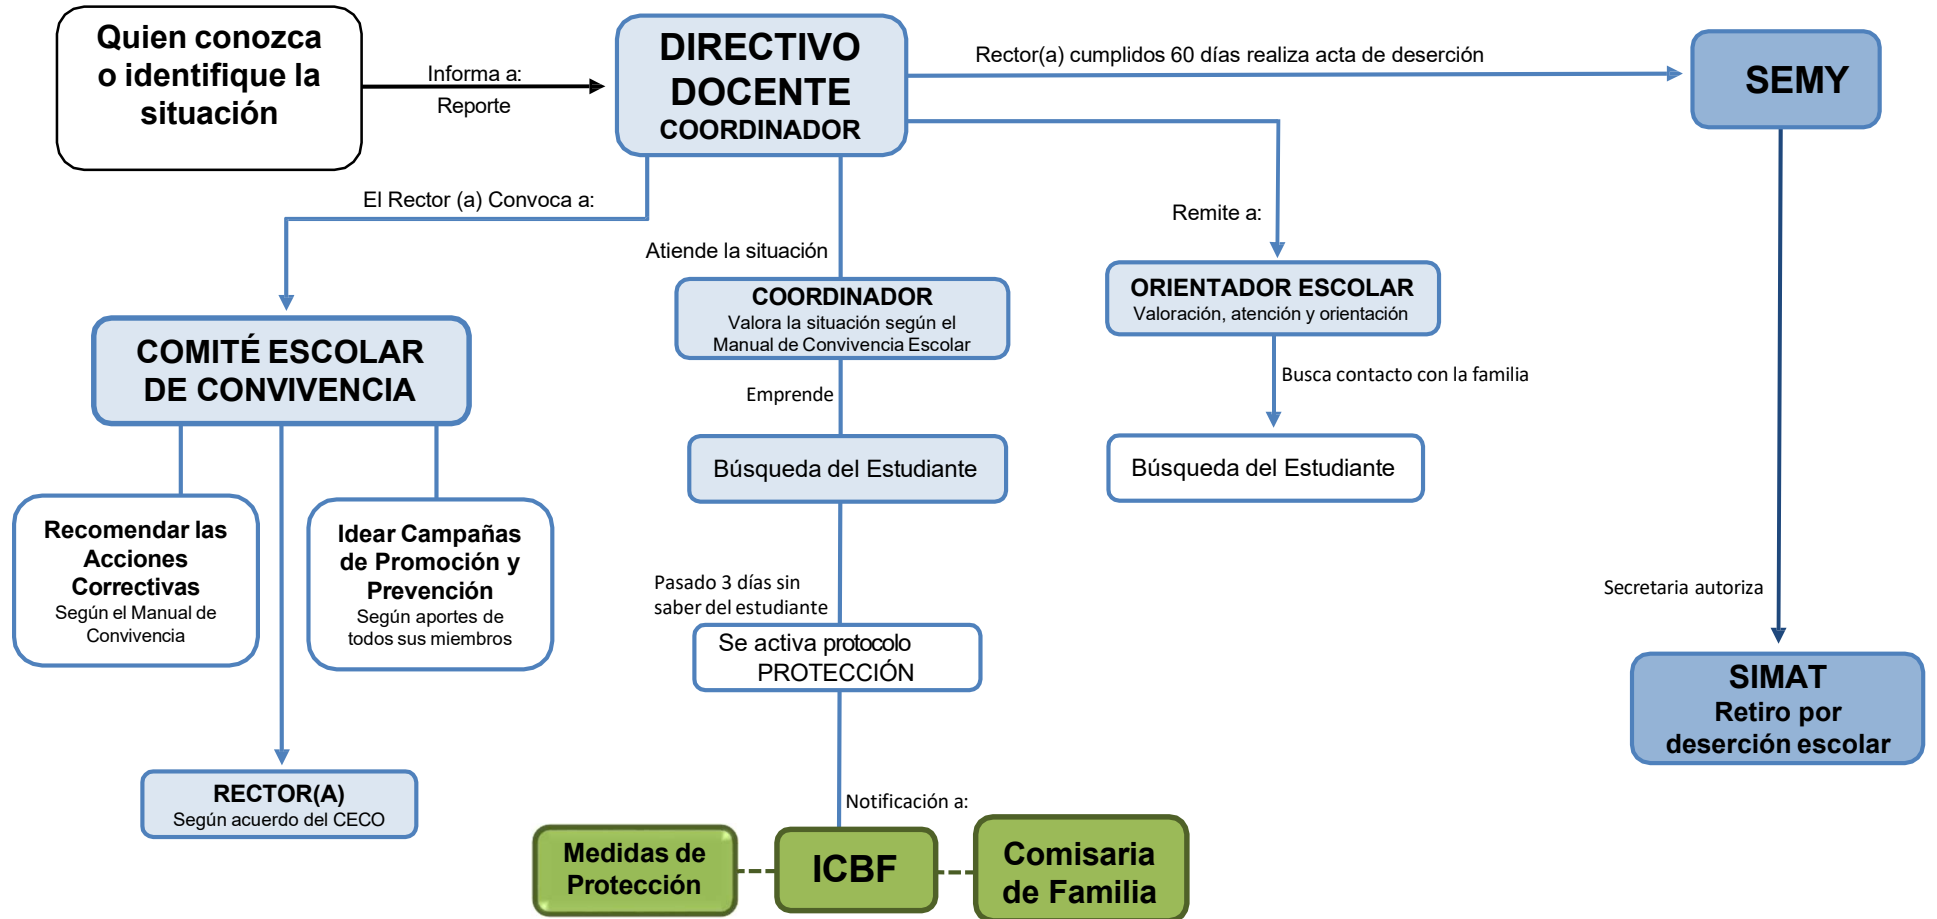 Quien conozca
o identifique la
situación
Informa a:
Reporte
DIRECTIVO
DOCENTE
COORDINADOR
Rector(a) cumplidos 60 días realiza acta de deserción
SEMY
El Rector (a) Convoca a:
Atiende la situación
Remite a:
COMITÉ ESCOLAR
DE CONVIVENCIA
COORDINADOR
Valora la situación según el
Manual de Convivencia Escolar
ORIENTADOR ESCOLAR
Valoración, atención y orientación
Emprende
Busca contacto con la familia
Búsqueda del Estudiante
Búsqueda del Estudiante
Recomendar las
Acciones
Correctivas
Según el Manual de
Convivencia
Idear Campañas
de Promoción y
Prevención
Según aportes de
todos sus miembros
Pasado 3 días sin
saber del estudiante
Se activa protocolo
PROTECCIÓN
Secretaria autoriza
SIMAT
Retiro por
deserción escolar
RECTOR(A)
Según acuerdo del CECO
Notificación a:
Medidas de
Protección
ICBF
Comisaria
de Familia